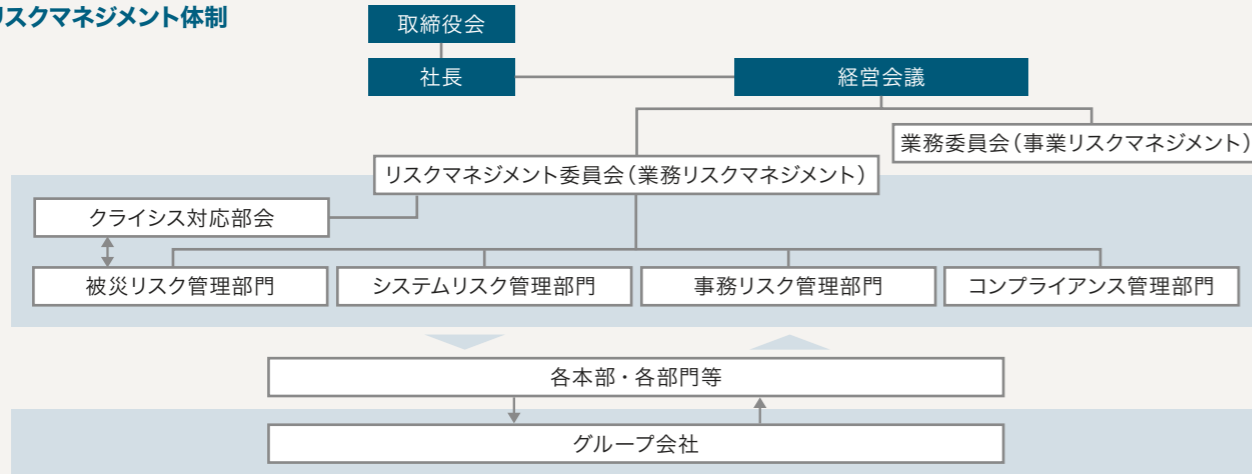 リスクマネジメント体制
取締役会
社長
経営会議
業務委員会(事業リスクマネジメント)
リスクマネジメント委員会(業務リスクマネジメント)
クライシス対応部会
被災リスク管理部門
システムリスク管理部門
事務リスク管理部門
コンプライアンス管理部門
各本部・各部門等
グループ会社